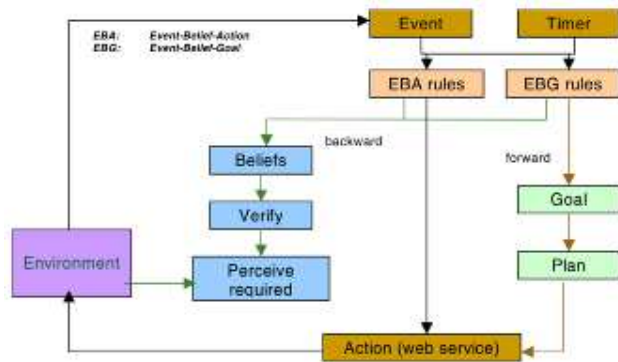 Event
Timer
EBA: Event-Belief-Action
EBG: Event-Belief-Goal
EBA rules
EBG rules
backward
Beliefs
forward
Goal
Verify
Environment
Perceive
required
Plan
Action (web service)